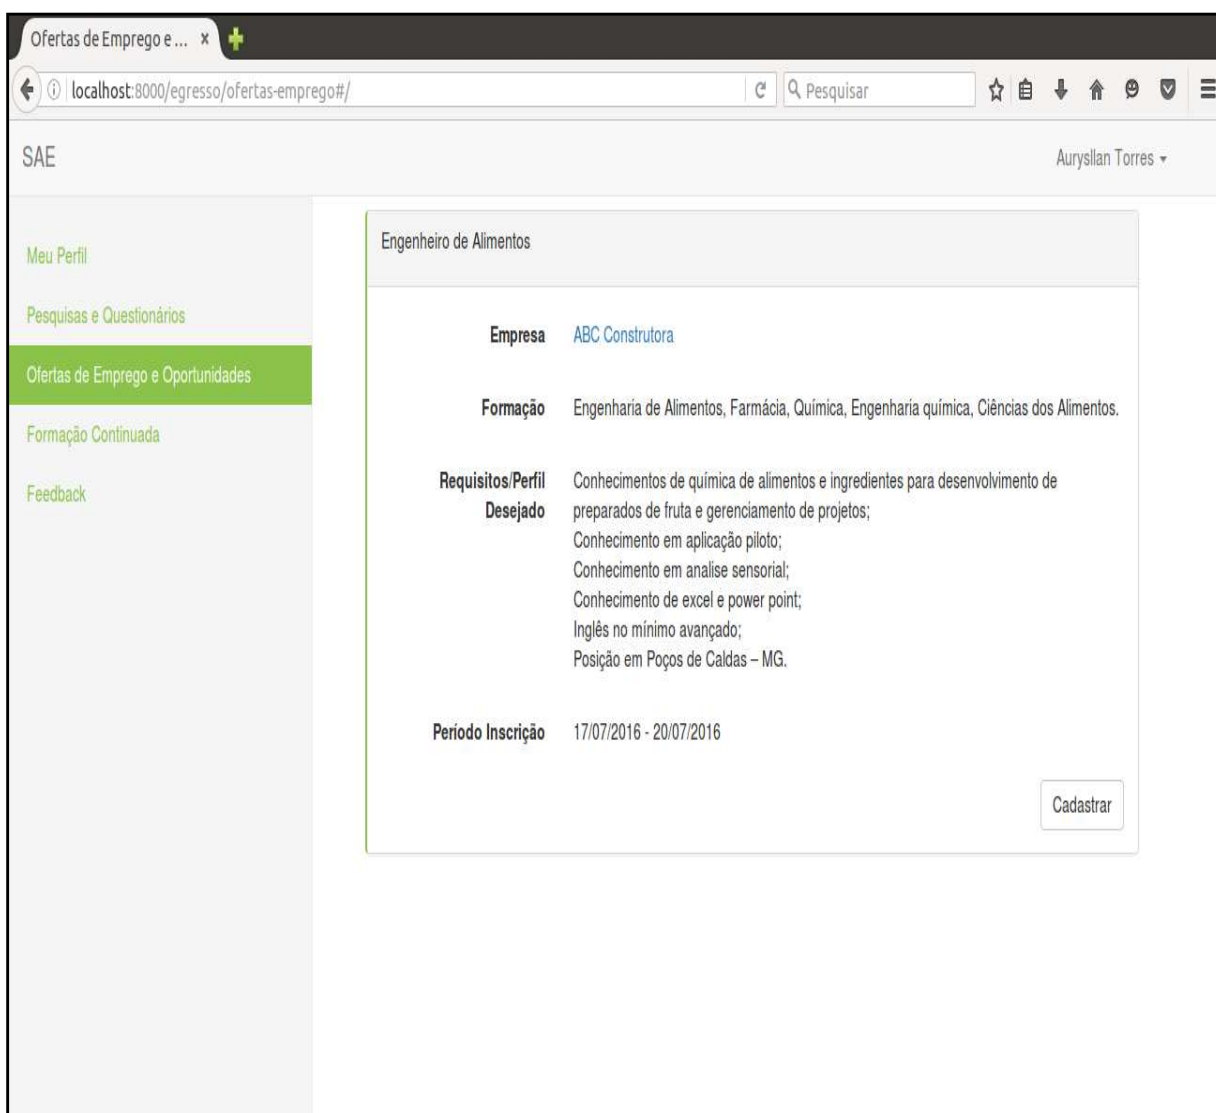 Ofertas de Emprego e ... ×
localhost:8000/egresso/ofertas-emprego#/
Pesquisar
SAE
Aurysllan Torres
Meu Perfil
Pesquisas e Questionários
Ofertas de Emprego e Oportunidades
Formação Continuada
Feedback
Engenheiro de Alimentos
Empresa ABC Construtora
Formação Engenharia de Alimentos, Farmácia, Química, Engenharia química, Ciências dos Alimentos.
Requisitos/Perfil Conhecimentos de química de alimentos e ingredientes para desenvolvimento de
Desejado preparados de fruta e gerenciamento de projetos;
Conhecimento em aplicação piloto;
Conhecimento em analise sensorial;
Conhecimento de excel e power point;
Inglês no mínimo avançado;
Posição em Poços de Caldas – MG.
Período Inscrição 17/07/2016 - 20/07/2016
Cadastrar